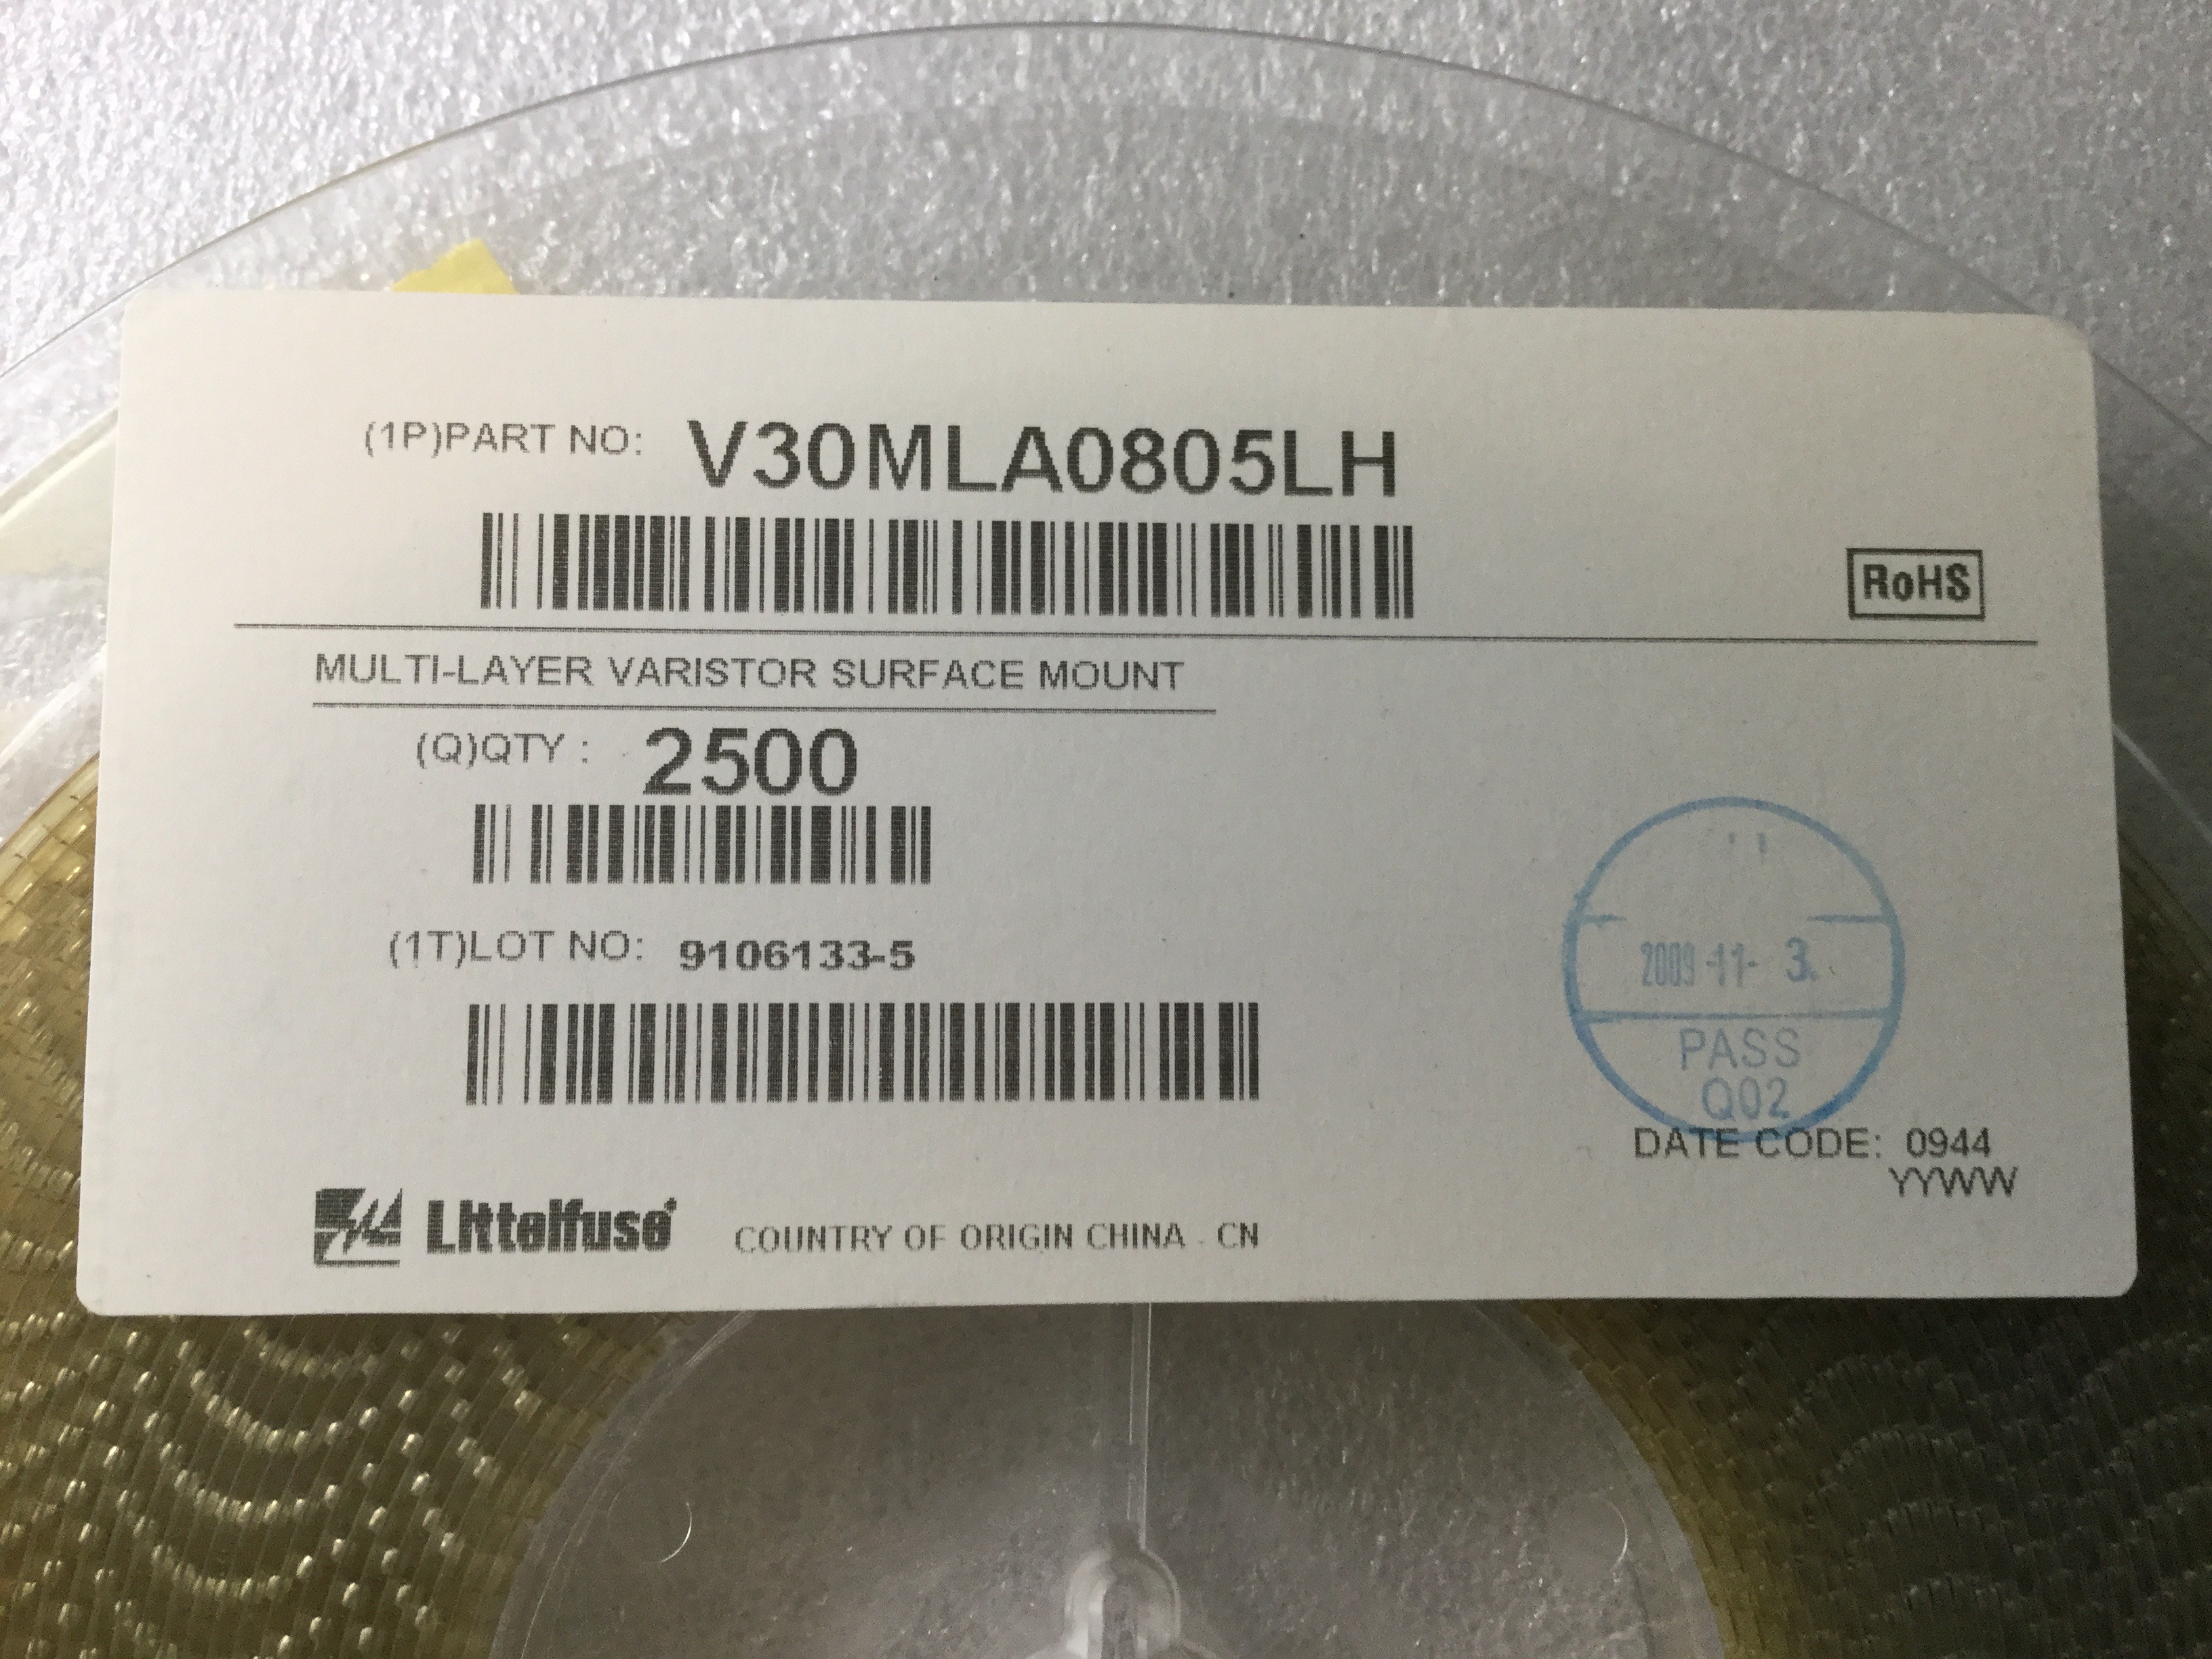 (1P)PART NO: V30MLA0805LH
RoHS
MULTI-LAYER VARISTOR SURFACE MOUNT
(Q)QTY : 2500
(1T)LOT NO: 9106133-5
2009-11- 3.
PASS
Q02
DATE CODE: 0944
YYWW
Littelfuse
COUNTRY OF ORIGIN CHINA - CN